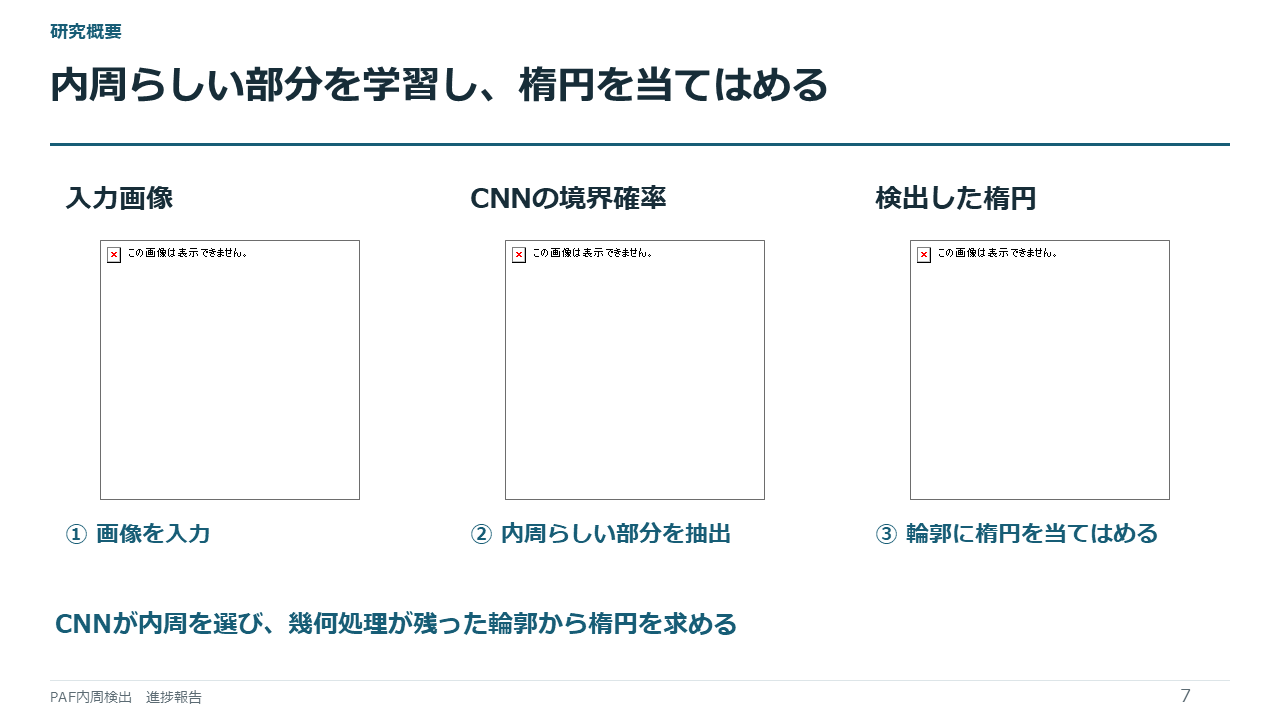 研究概要
内周らしい部分を学習し、楕円を当てはめる
入力画像
CNNの境界確率
検出した楕円
この画像は表示できません。
この画像は表示できません。
この画像は表示できません。
① 画像を入力
② 内周らしい部分を抽出
③ 輪郭に楕円を当てはめる
CNNが内周を選び、幾何処理が残った輪郭から楕円を求める
PAF内周検出　進捗報告
7